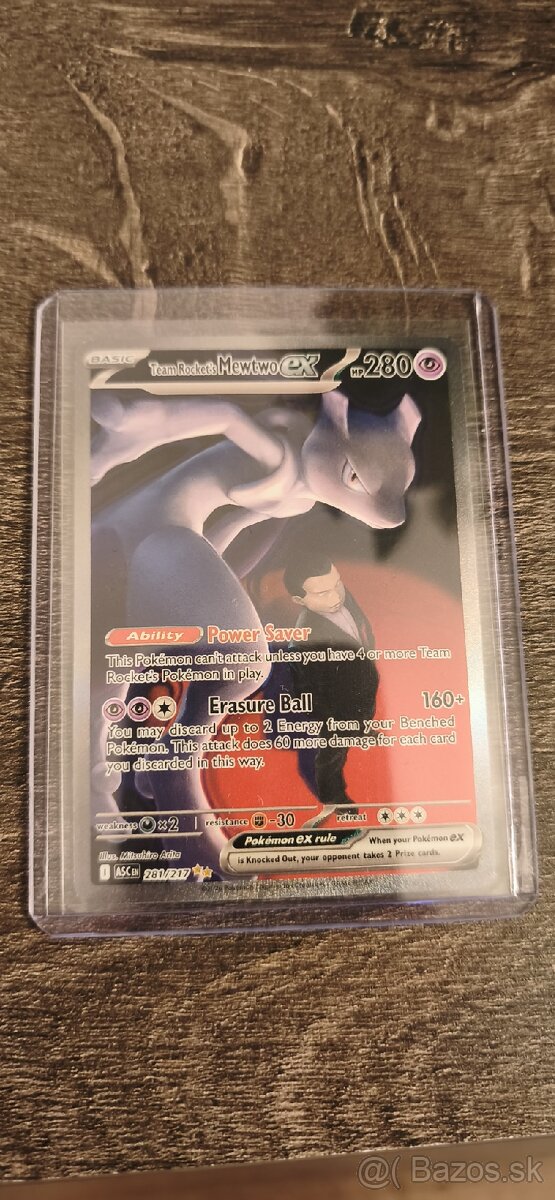 BASIC Team Rocket's Mewtwo ex HP 280
Ability Power Saver
This Pokémon can't attack unless you have 4 or more Team
Rocket's Pokémon in play.
Erasure Ball 160+
You may discard up to 2 Energy from your Benched
Pokémon. This attack does 60 more damage for each card
you discarded in this way.
weakness ×2 resistance -30 retreat
Illus. Mitsuhiro Arita
Pokémon ex rule When your Pokémon ex
is Knocked Out, your opponent takes 2 Prize cards.
I ASC EN 281/217
@( Bazos.sk